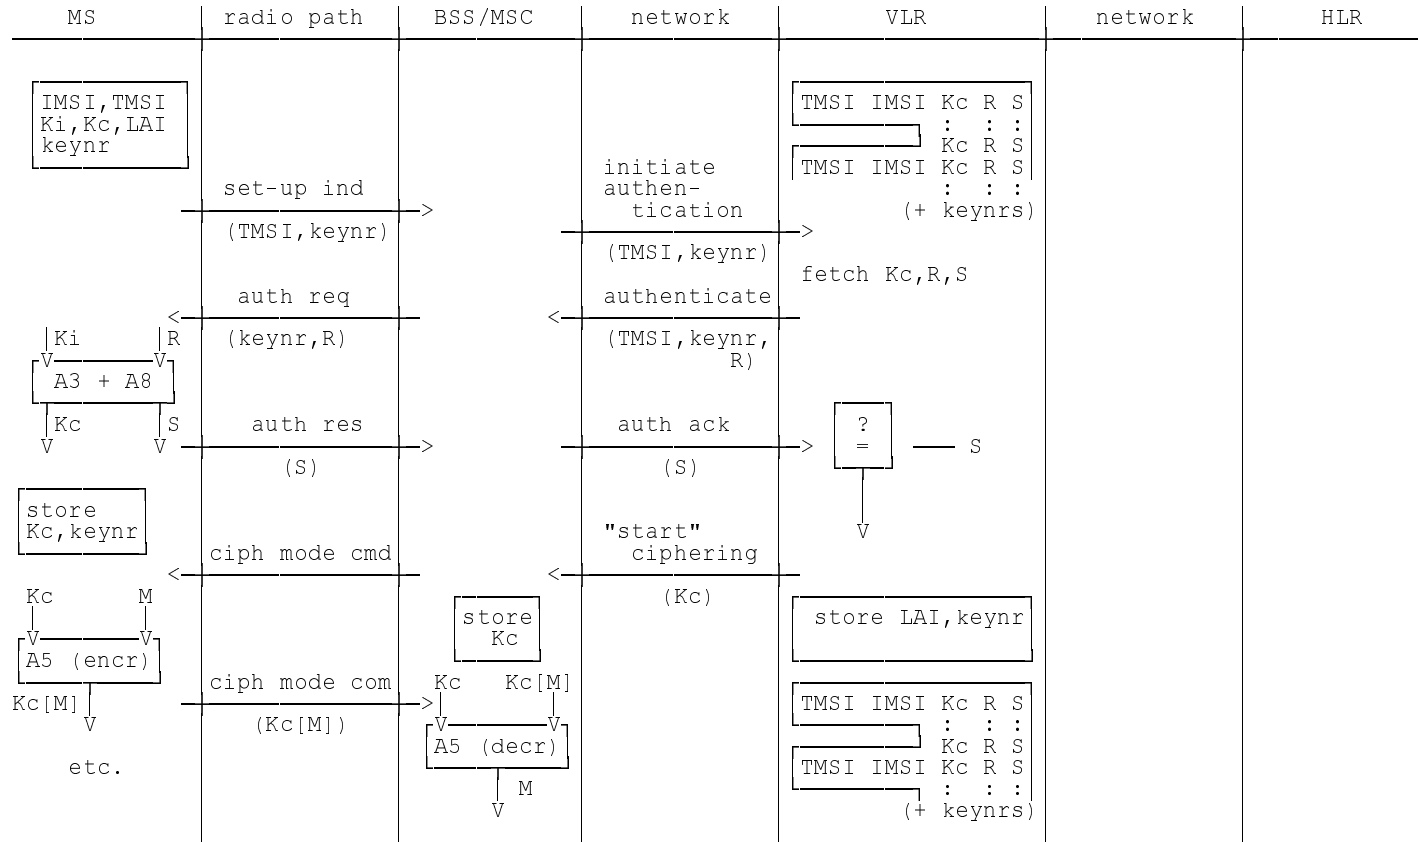 MS radio path BSS/MSC network VLR network HLR
IMSI,TMSI TMSI IMSI Kc R S
Ki,Kc,LAI : : :
keynr Kc R S
initiate TMSI IMSI Kc R S
set-up ind authen- : : :
tication (+ keynrs)
(TMSI,keynr)
(TMSI,keynr)
fetch Kc,R,S
auth req authenticate
Ki R (keynr,R) (TMSI,keynr,
R)
A3 + A8
Kc S auth res auth ack ?
= S
(S) (S)
store
Kc,keynr "start"
ciph mode cmd ciphering
Kc M (Kc)
store store LAI,keynr
Kc
A5 (encr)
ciph mode com Kc Kc[M]
Kc[M] TMSI IMSI Kc R S
(Kc[M]) : : :
A5 (decr) Kc R S
etc. TMSI IMSI Kc R S
M : : :
(+ keynrs)